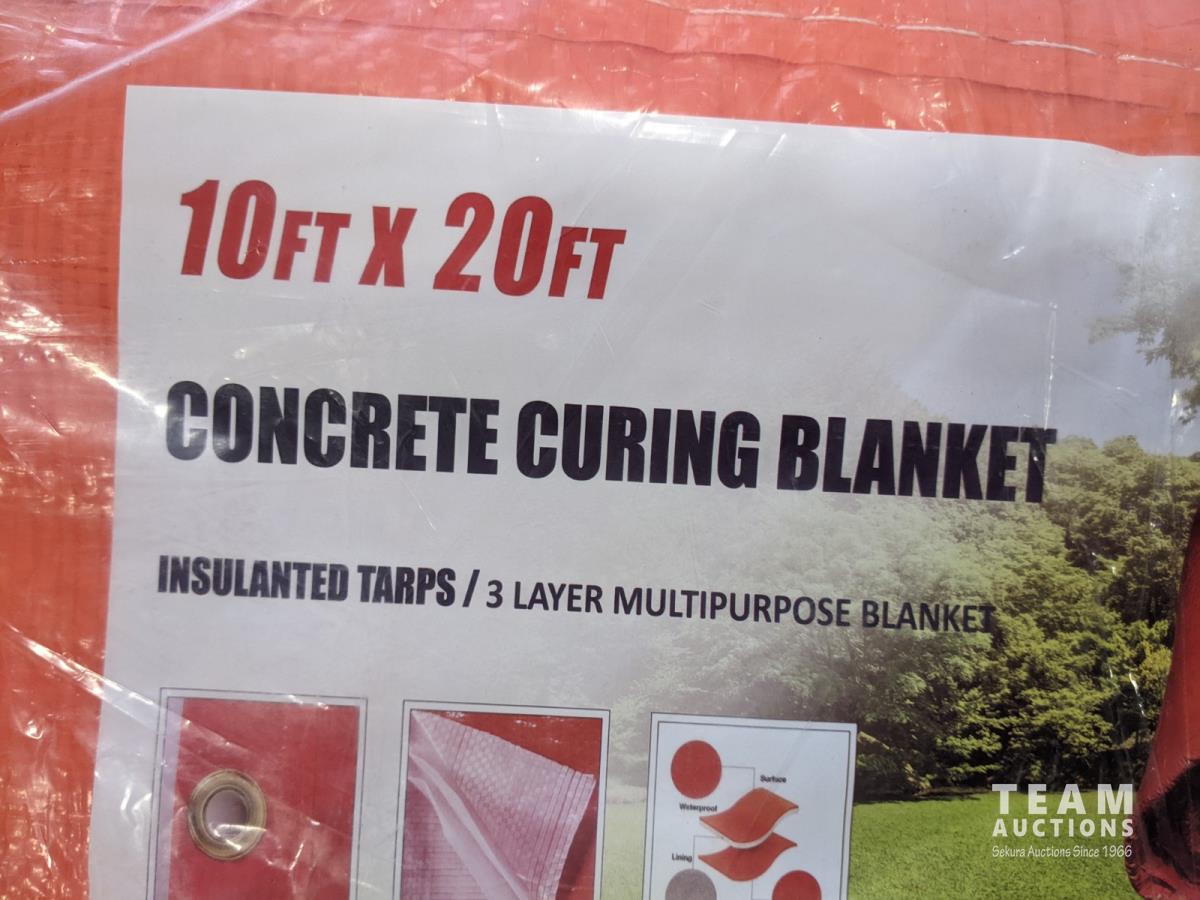 10FT X 20FT
CONCRETE CURING BLANKET
INSULANTED TARPS / 3 LAYER MULTIPURPOSE BLANKET
Surface
Waterproof
Lining
TEAM
AUCTIONS
Sekura Auctions Since 1966